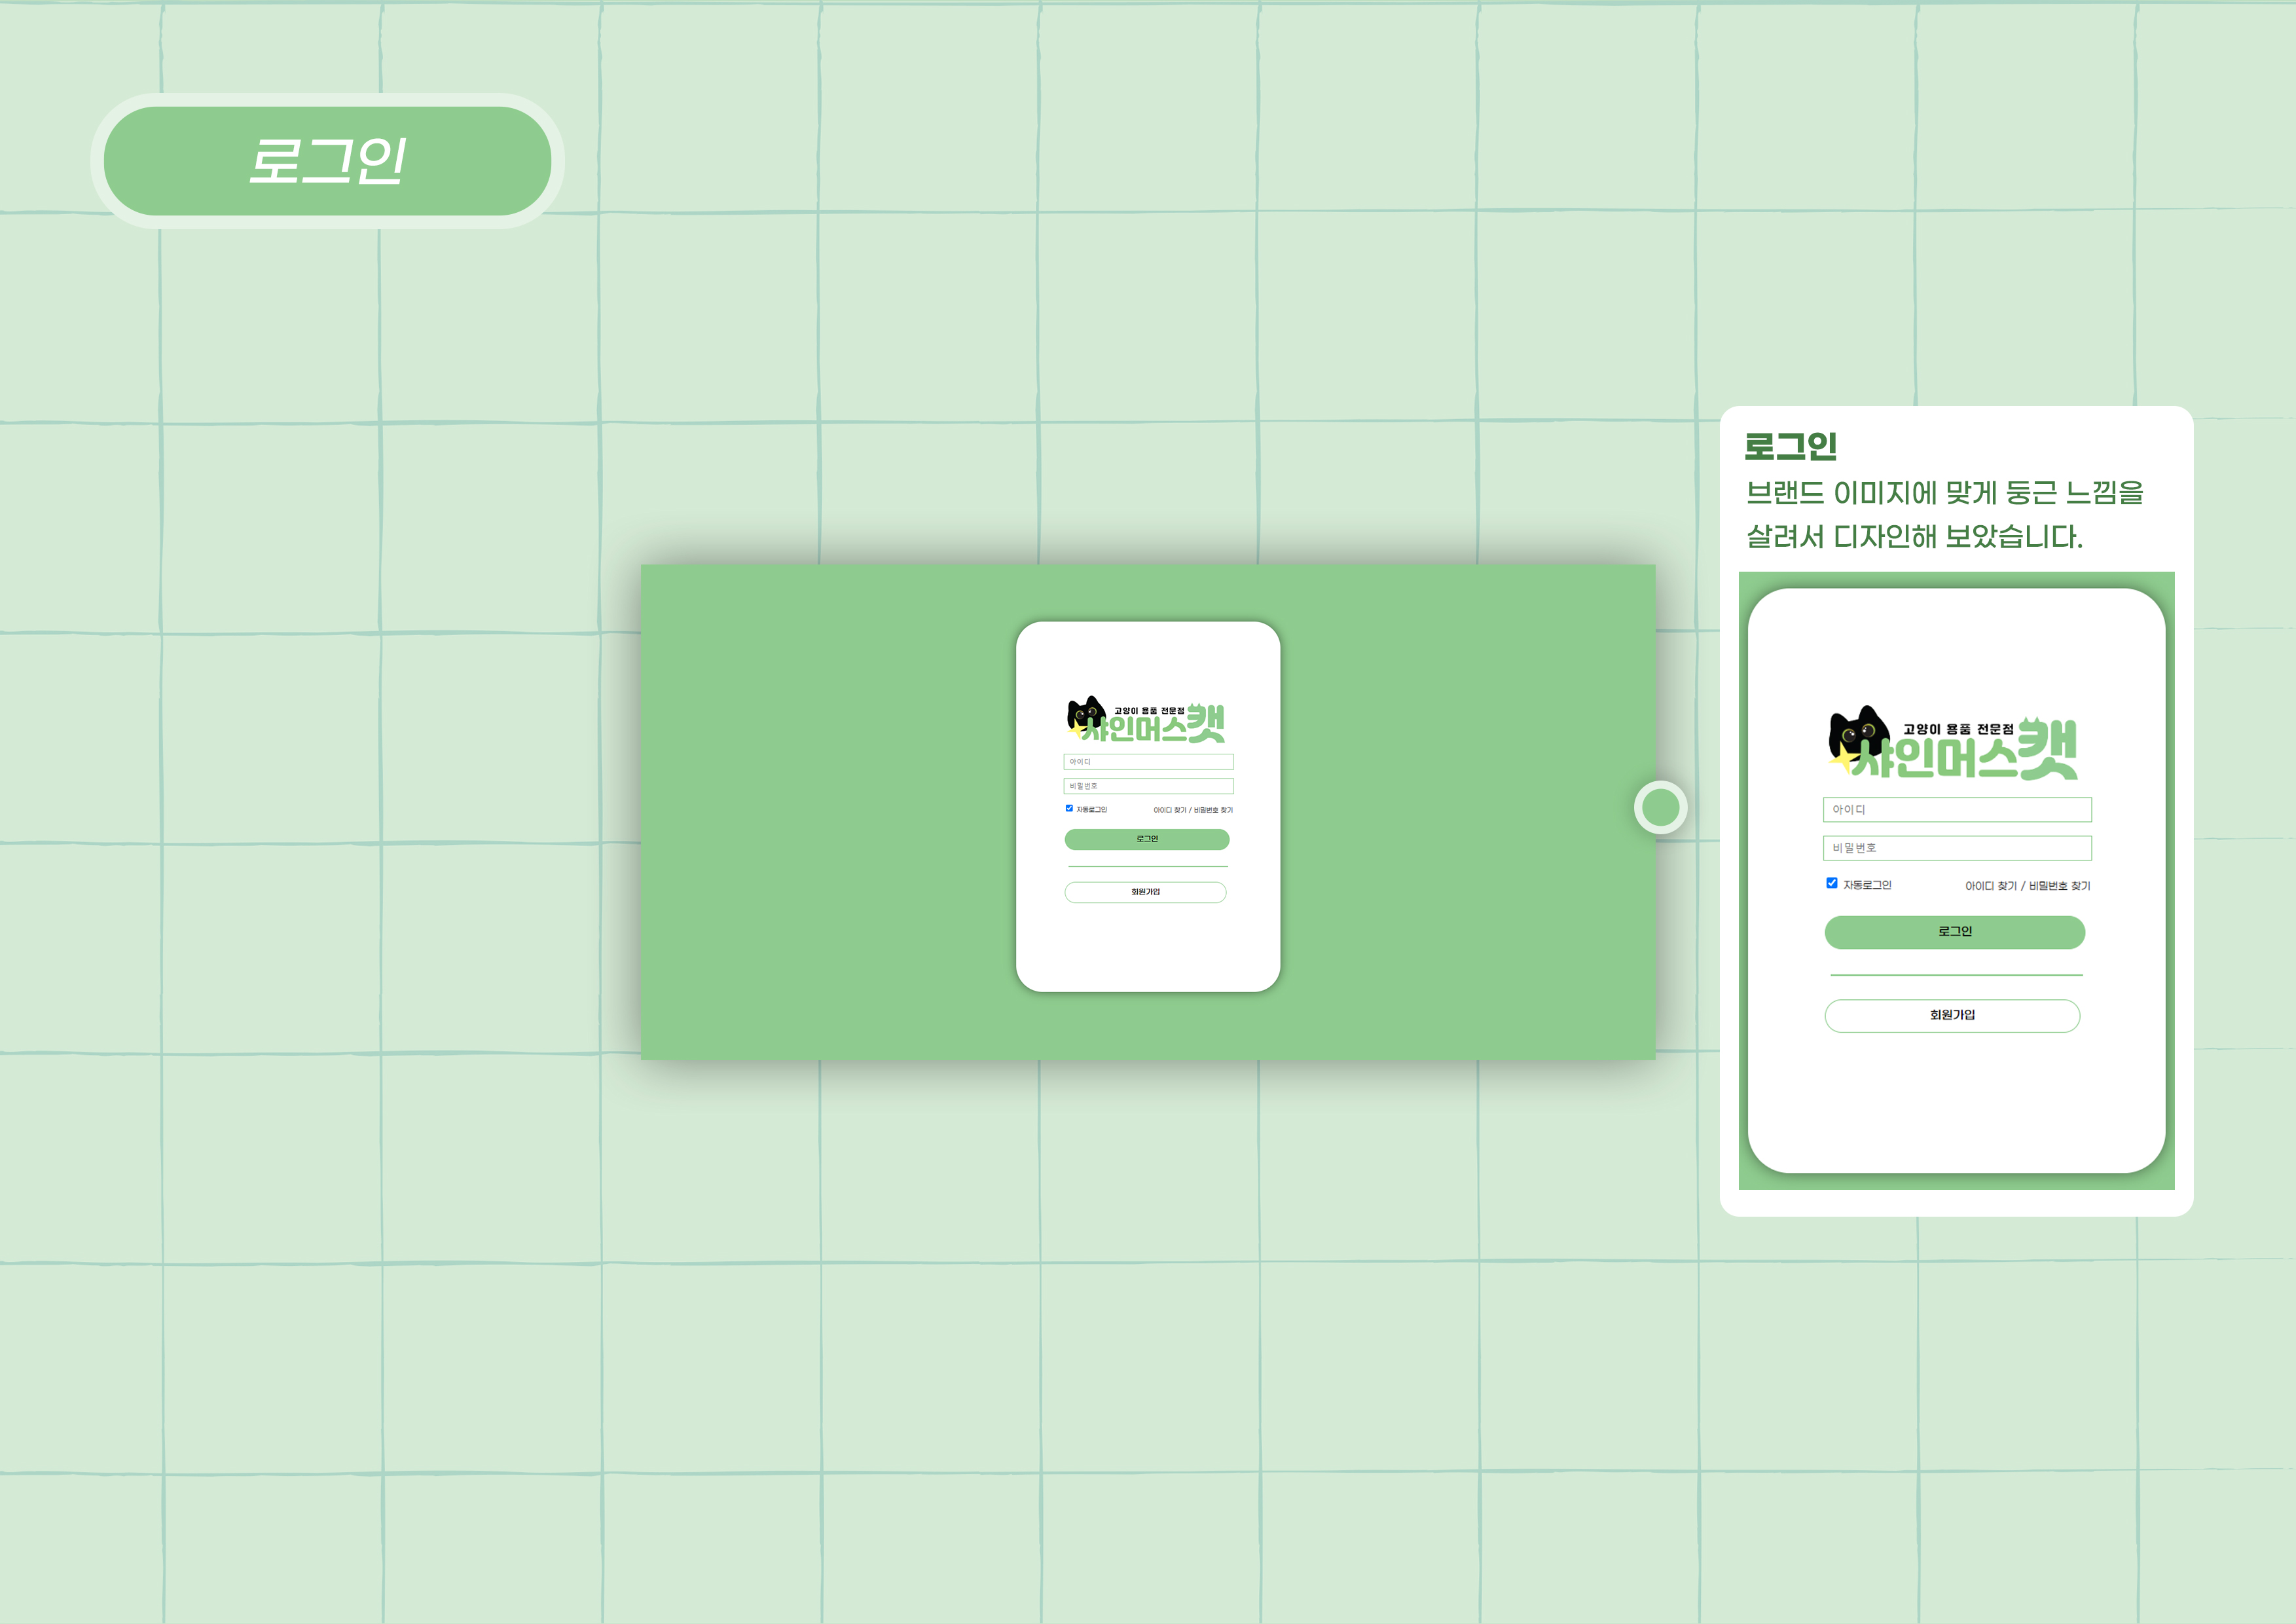 로그인
고양이 용품 전문점
샤인머스캣
아이디
비밀번호
자동로그인 아이디 찾기 / 비밀번호 찾기
로그인
회원가입
로그인
브랜드 이미지에 맞게 둥근 느낌을
살려서 디자인해 보았습니다.
고양이 용품 전문점
샤인머스캣
아이디
비밀번호
자동로그인 아이디 찾기 / 비밀번호 찾기
로그인
회원가입